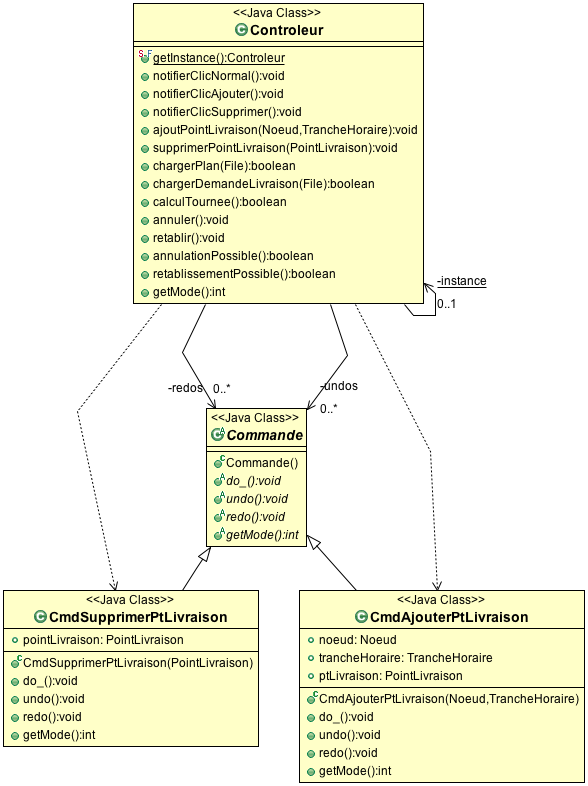 <<Java Class>>
Controleur
getInstance():Controleur
notifierClicNormal():void
notifierClicAjouter():void
notifierClicSupprimer():void
ajoutPointLivraison(Noeud,TrancheHoraire):void
supprimerPointLivraison(PointLivraison):void
chargerPlan(File):boolean
chargerDemandeLivraison(File):boolean
calculTournee():boolean
annuler():void
retablir():void
annulationPossible():boolean
retablissementPossible():boolean
getMode():int
-instance
0..1
-redos 0..*
-undos
0..*
<<Java Class>>
Commande
Commande()
do_():void
undo():void
redo():void
getMode():int
<<Java Class>>
CmdSupprimerPtLivraison
pointLivraison: PointLivraison
CmdSupprimerPtLivraison(PointLivraison)
do_():void
undo():void
redo():void
getMode():int
<<Java Class>>
CmdAjouterPtLivraison
noeud: Noeud
trancheHoraire: TrancheHoraire
ptLivraison: PointLivraison
CmdAjouterPtLivraison(Noeud,TrancheHoraire)
do_():void
undo():void
redo():void
getMode():int